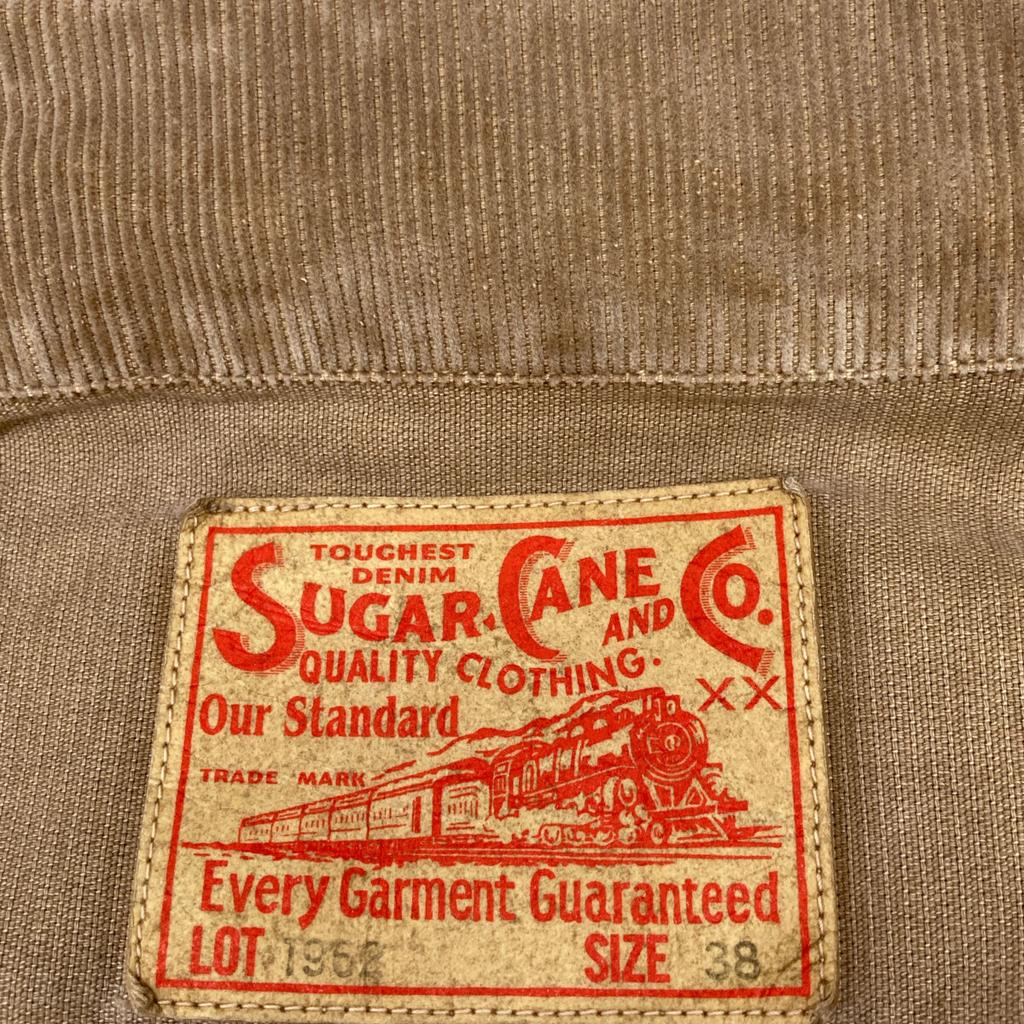 TOUGHEST
DENIM
SUGAR CANE CO.
AND
QUALITY CLOTHING.
XX
Our Standard
TRADE MARK
Every Garment Guaranteed
LOT 1962 SIZE 38